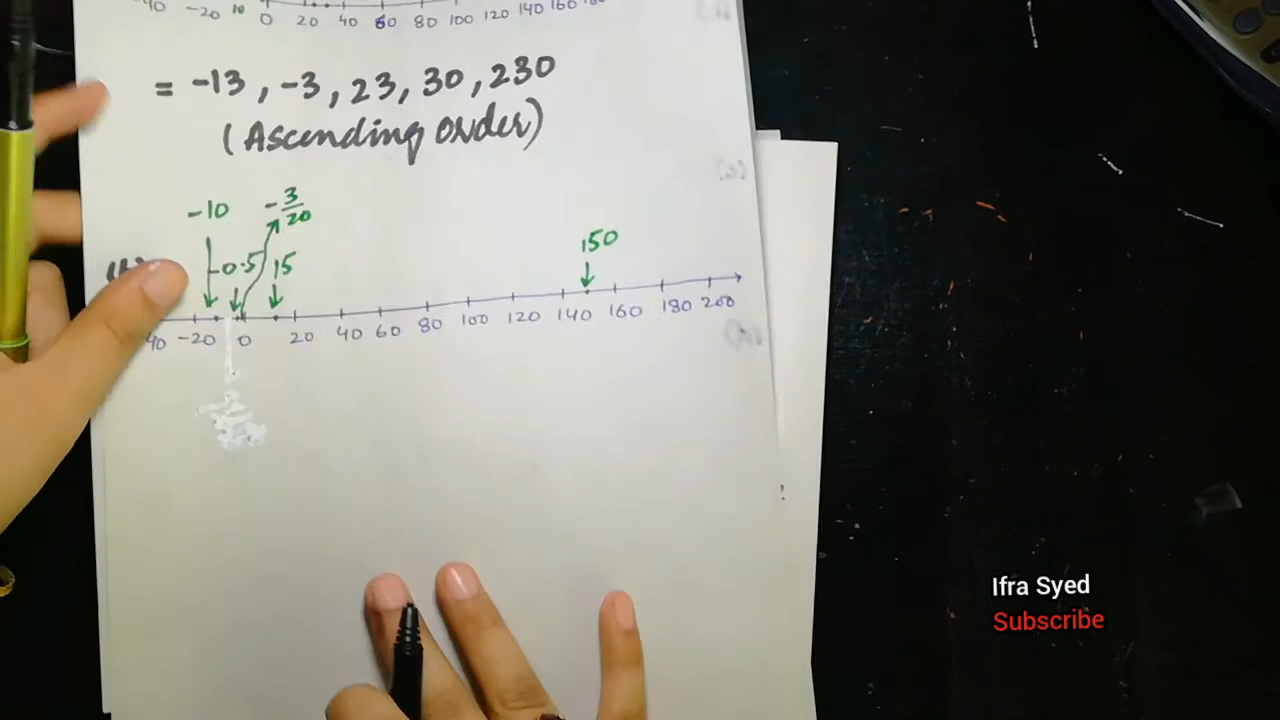 -20 10 0 20 40 60 80 100 120 140 160
= -13, -3, 23, 30, 230
(Ascending order)
-10 -3/20
-0.5 15 150
40 -20 0 20 40 60 80 100 120 140 160 180 200
Ifra Syed
Subscribe